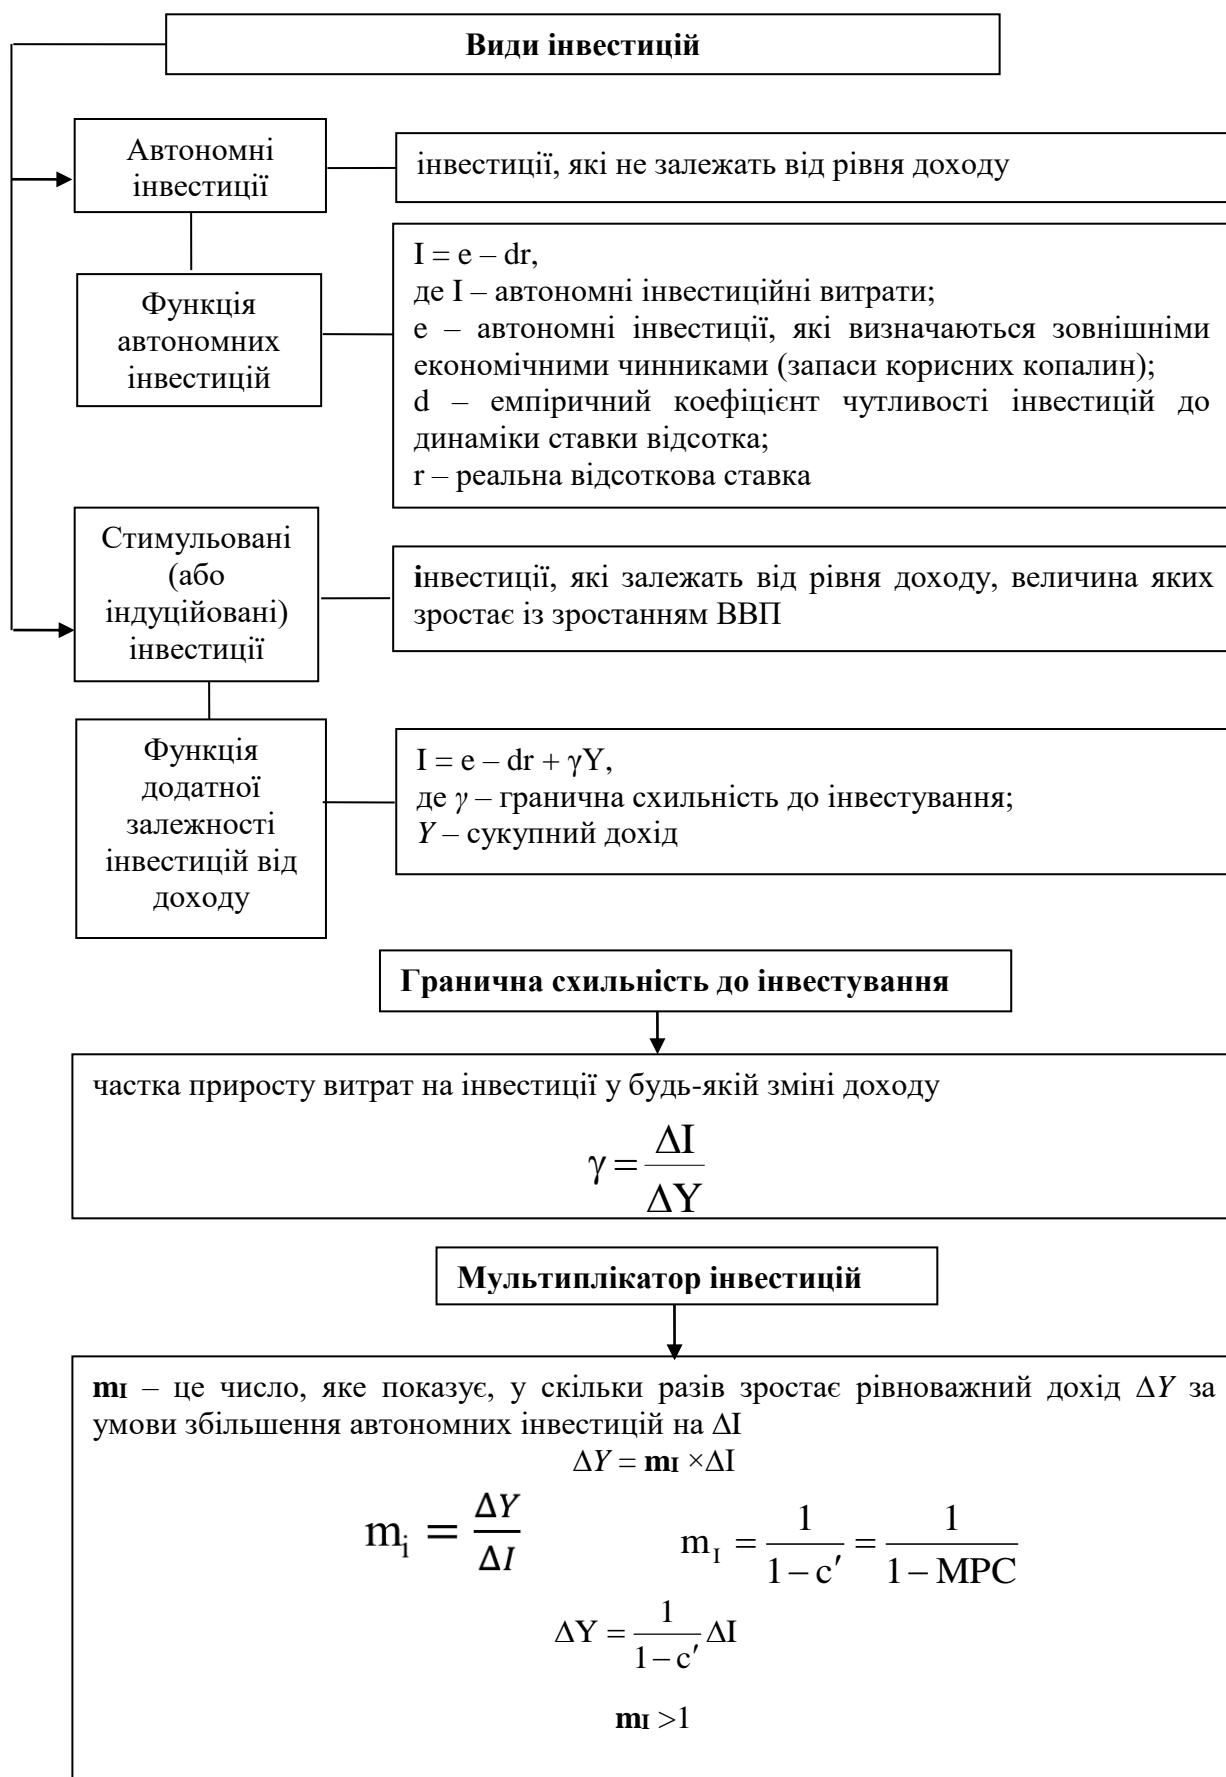 Види інвестицій
Автономні
інвестиції
інвестиції, які не залежать від рівня доходу
Функція
автономних
інвестицій
I = e – dr,
де I – автономні інвестиційні витрати;
e – автономні інвестиції, які визначаються зовнішніми
економічними чинниками (запаси корисних копалин);
d – емпіричний коефіцієнт чутливості інвестицій до
динаміки ставки відсотка;
r – реальна відсоткова ставка
Стимульовані
(або
індуційовані)
інвестиції
інвестиції, які залежать від рівня доходу, величина яких
зростає із зростанням ВВП
Функція
додатної
залежності
інвестицій від
доходу
I = e – dr + γY,
де γ – гранична схильність до інвестування;
Y – сукупний дохід
Гранична схильність до інвестування
частка приросту витрат на інвестиції у будь-якій зміні доходу
γ = ΔI / ΔY
Мультиплікатор інвестицій
mI – це число, яке показує, у скільки разів зростає рівноважний дохід ΔY за
умови збільшення автономних інвестицій на ΔI
ΔY = mI ×ΔI
mi = ΔY / ΔI
mI = 1 / (1 – c′) = 1 / (1 – MPC)
ΔY = 1 / (1 – c′) ΔI
mI >1